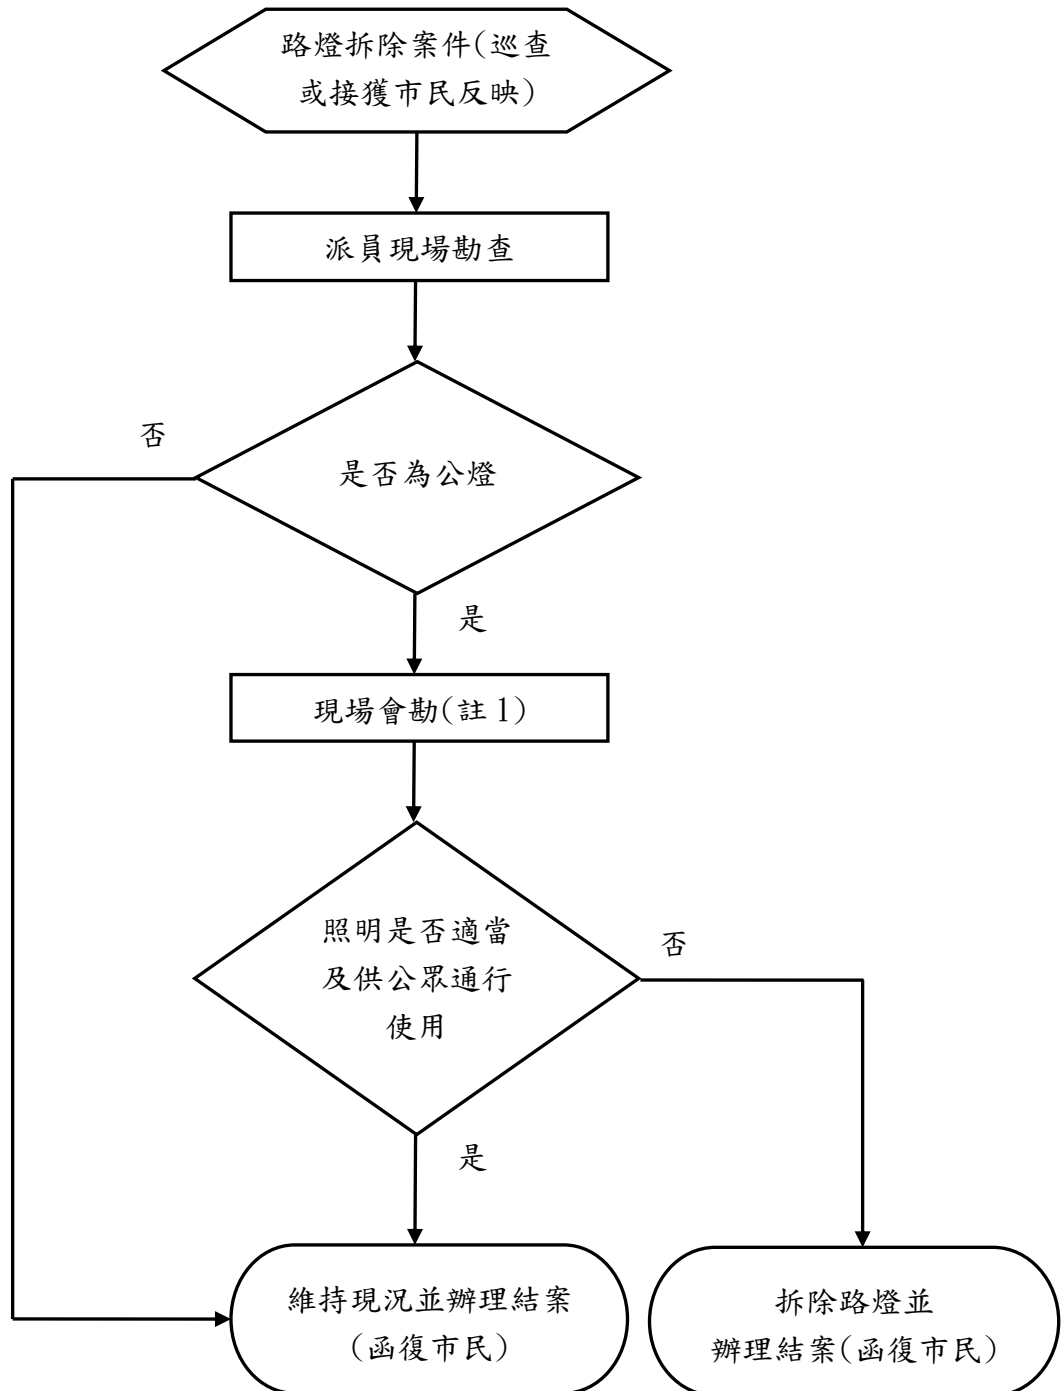 路燈拆除案件(巡查
或接獲市民反映)
派員現場勘查
否
是否為公燈
是
現場會勘(註1)
照明是否適當
及供公眾通行
使用
否
是
維持現況並辦理結案
(函復市民)
拆除路燈並
辦理結案(函復市民)